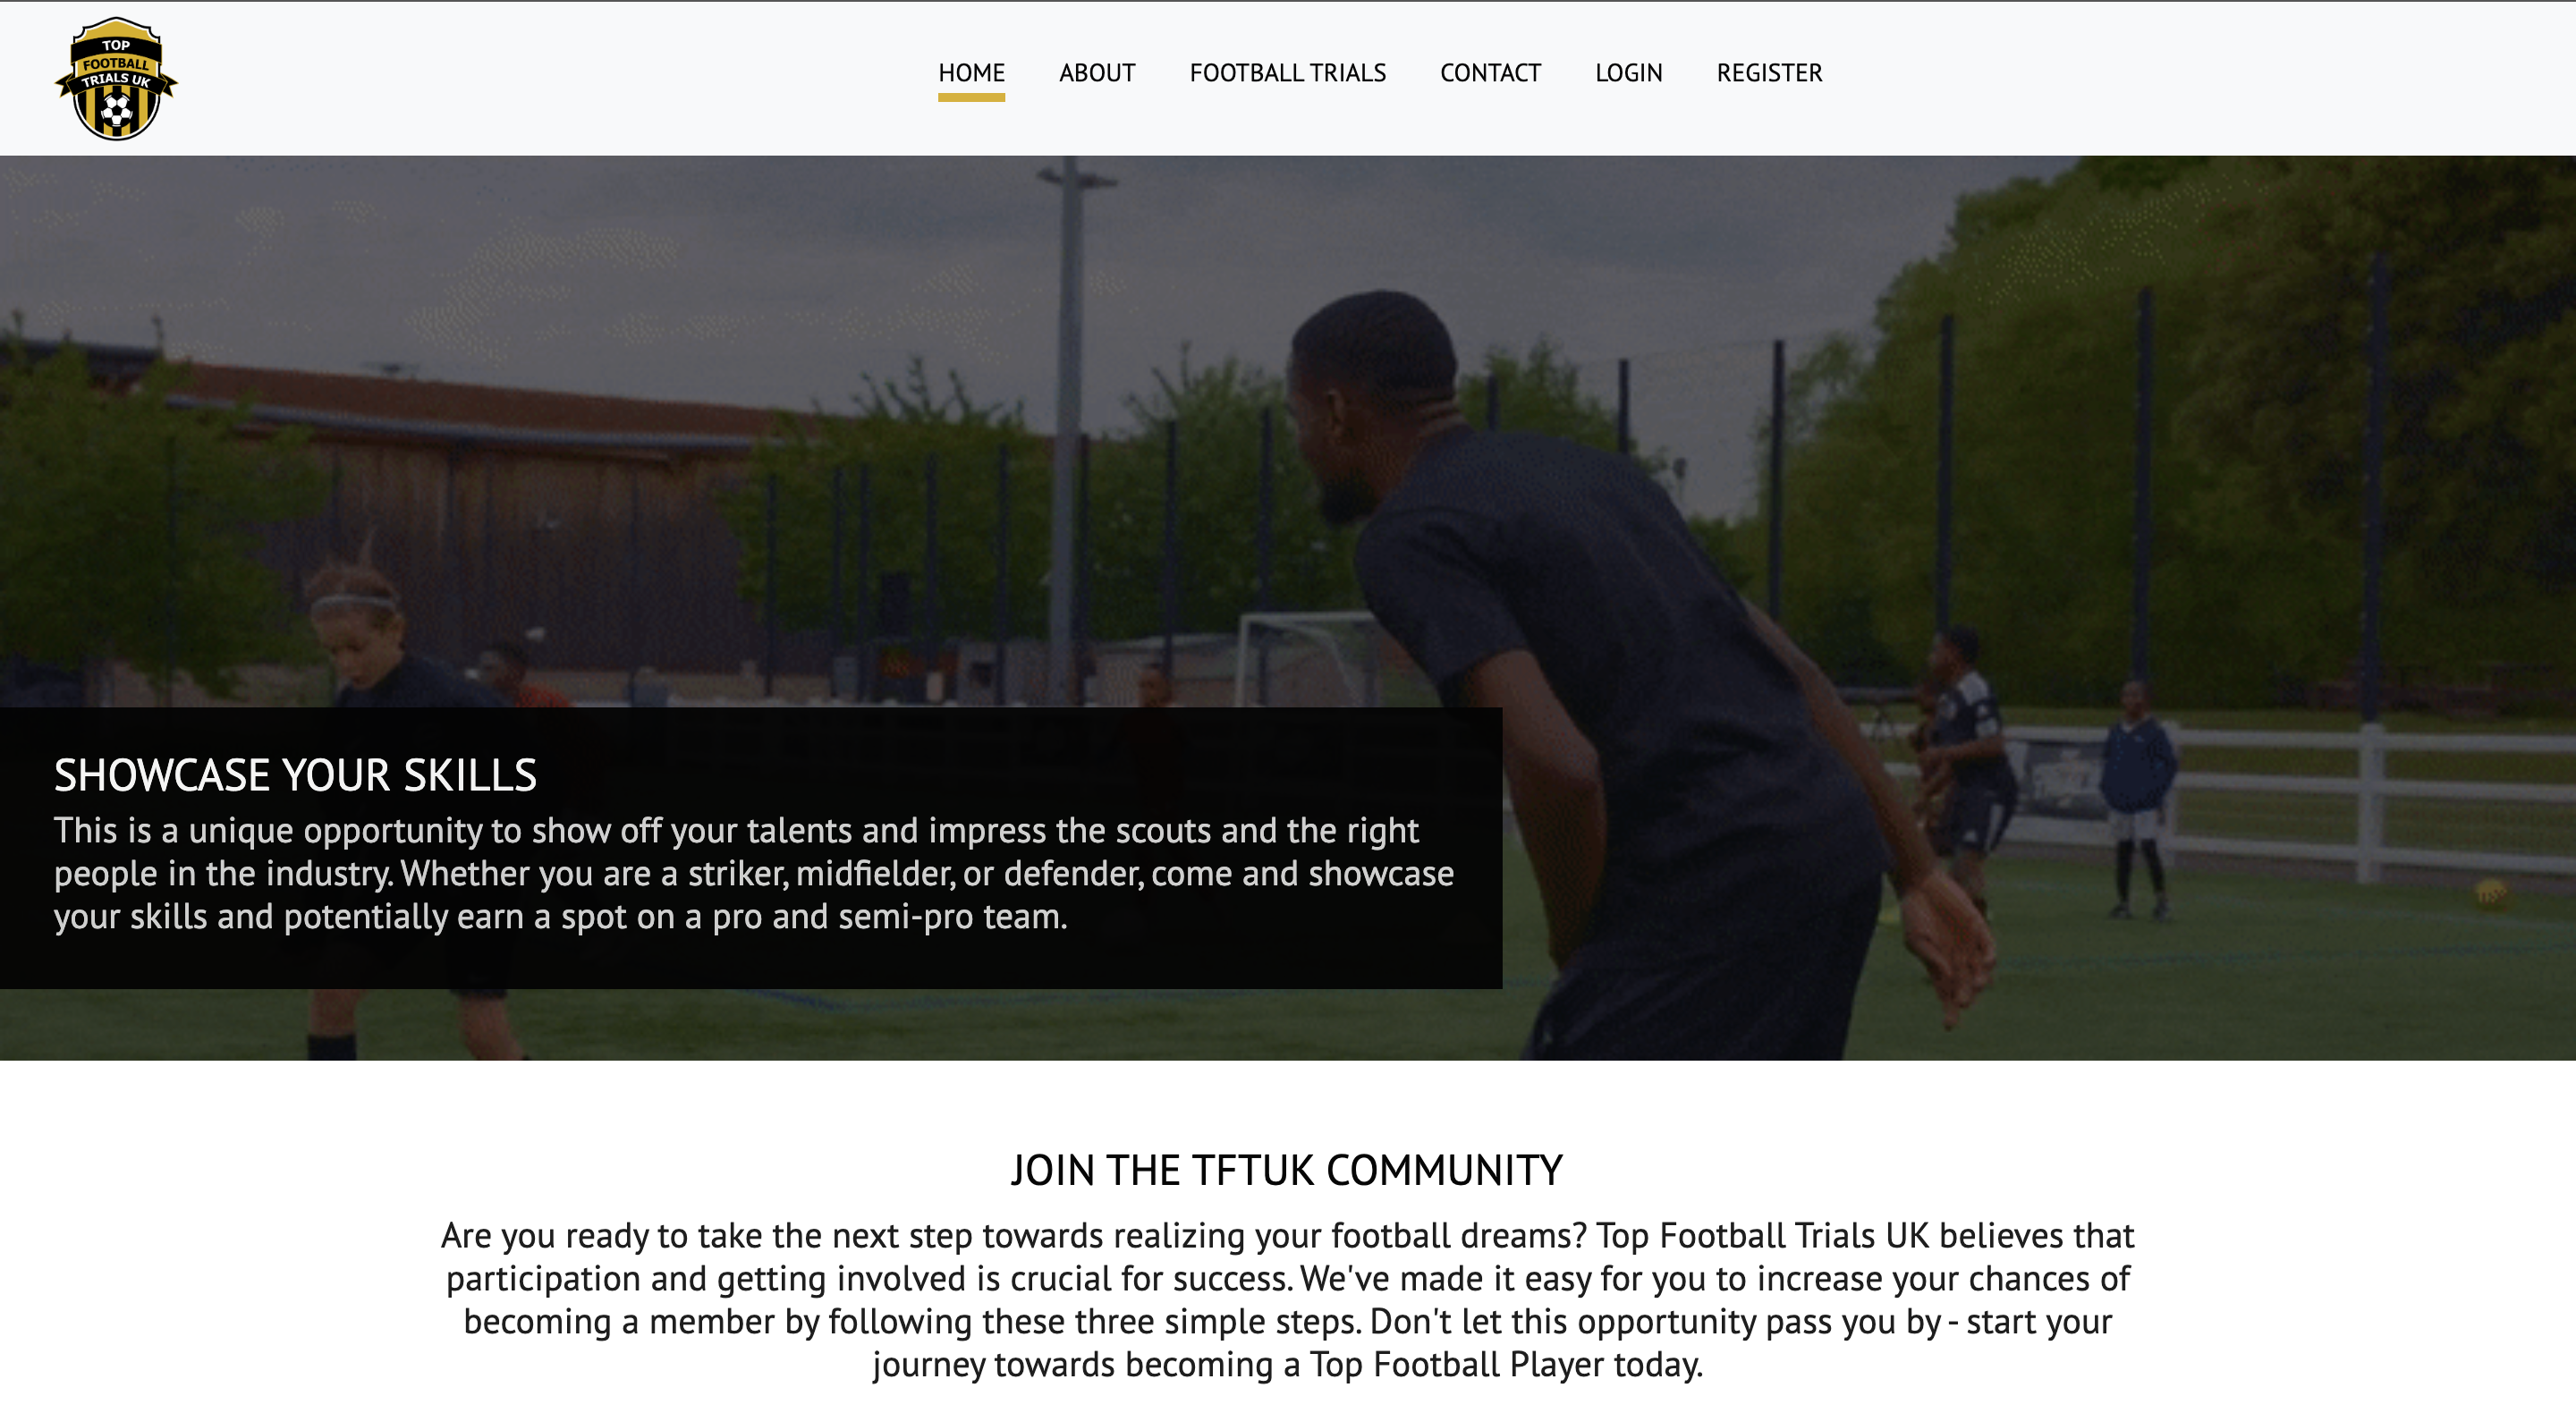 TOP
FOOTBALL
TRIALS UK
HOME ABOUT FOOTBALL TRIALS CONTACT LOGIN REGISTER
SHOWCASE YOUR SKILLS
This is a unique opportunity to show off your talents and impress the scouts and the right
people in the industry. Whether you are a striker, midfielder, or defender, come and showcase
your skills and potentially earn a spot on a pro and semi-pro team.
JOIN THE TFTUK COMMUNITY
Are you ready to take the next step towards realizing your football dreams? Top Football Trials UK believes that
participation and getting involved is crucial for success. We've made it easy for you to increase your chances of
becoming a member by following these three simple steps. Don't let this opportunity pass you by - start your
journey towards becoming a Top Football Player today.